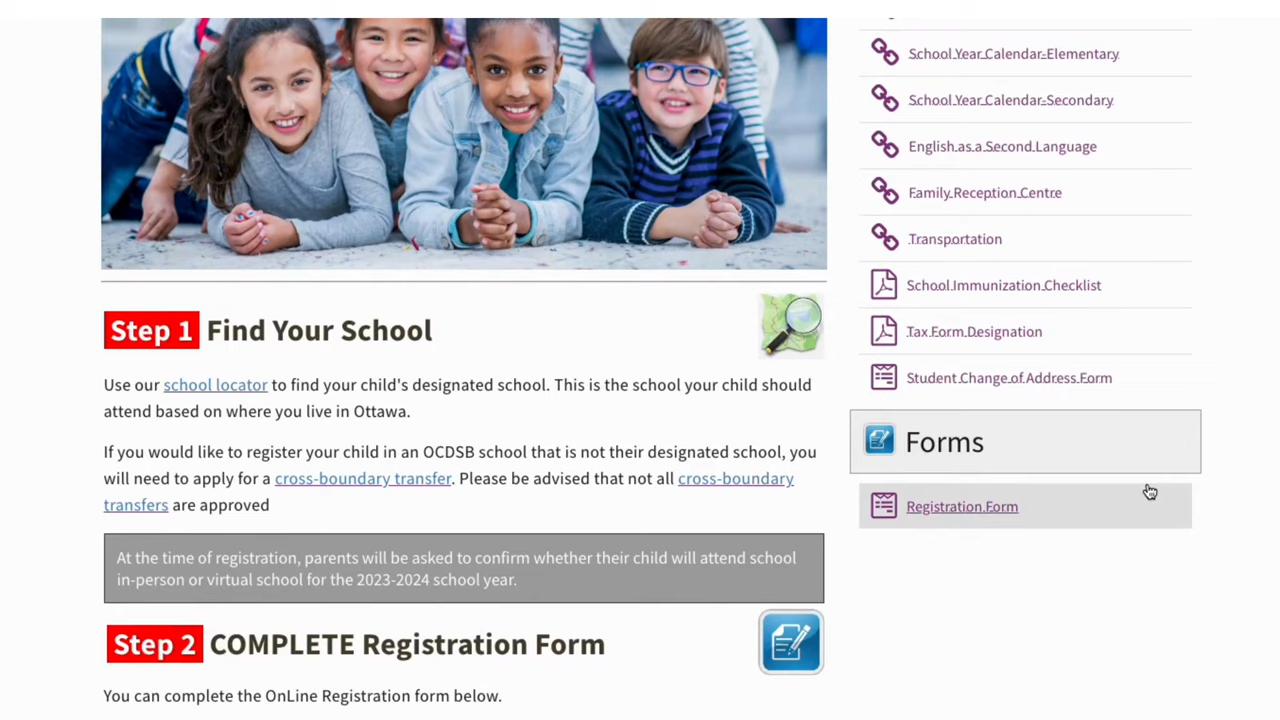 Step 1 Find Your School
Use our school locator to find your child's designated school. This is the school your child should
attend based on where you live in Ottawa.
If you would like to register your child in an OCDSB school that is not their designated school, you
will need to apply for a cross-boundary transfer. Please be advised that not all cross-boundary
transfers are approved
At the time of registration, parents will be asked to confirm whether their child will attend school
in-person or virtual school for the 2023-2024 school year.
Step 2 COMPLETE Registration Form
You can complete the OnLine Registration form below.
School Year Calendar-Elementary
School Year Calendar-Secondary
English as a Second Language
Family Reception Centre
Transportation
School Immunization Checklist
Tax Form Designation
Student Change of Address Form
Forms
Registration Form